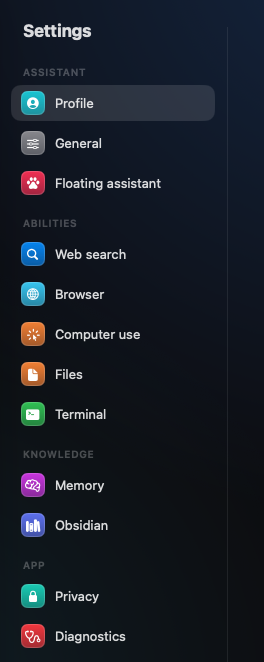 Settings
ASSISTANT
Profile
General
Floating assistant
ABILITIES
Web search
Browser
Computer use
Files
Terminal
KNOWLEDGE
Memory
Obsidian
APP
Privacy
Diagnostics